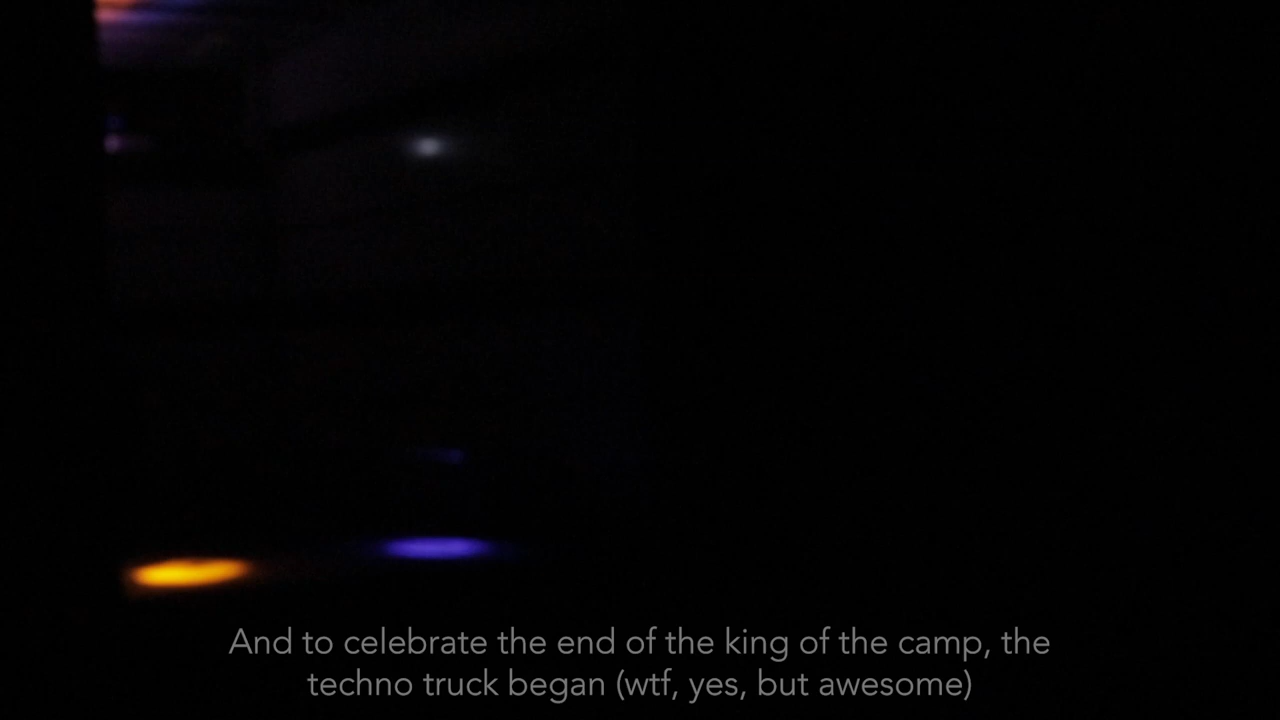 And to celebrate the end of the king of the camp, the
techno truck began (wtf, yes, but awesome)